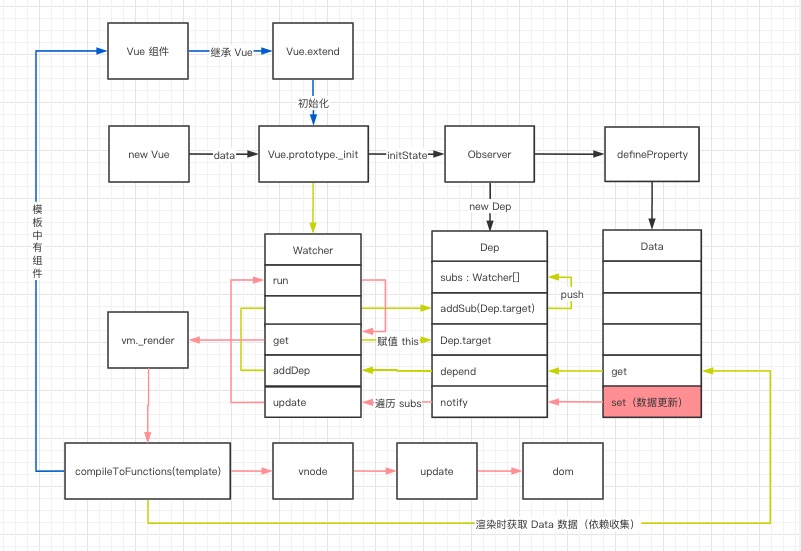 Vue 组件
继承 Vue
Vue.extend
初始化
new Vue
data
Vue.prototype._init
initState
Observer
defineProperty
new Dep
模板中有组件
Watcher
run
get
addDep
update
Dep
subs：Watcher[]
addSub(Dep.target)
Dep.target
depend
notify
push
赋值 this
遍历 subs
Data
get
set（数据更新）
vm._render
compileToFunctions(template)
vnode
update
dom
渲染时获取 Data 数据（依赖收集）